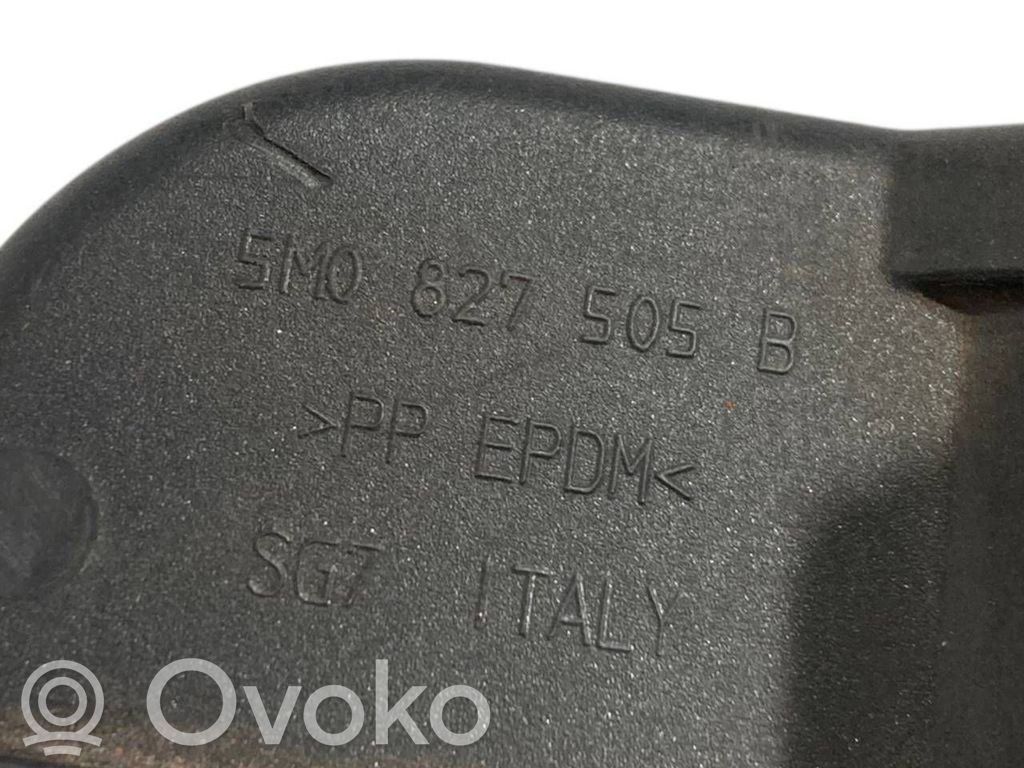 5M0 827 505 B
>PP EPDM<
SG7 ITALY
Ovoko